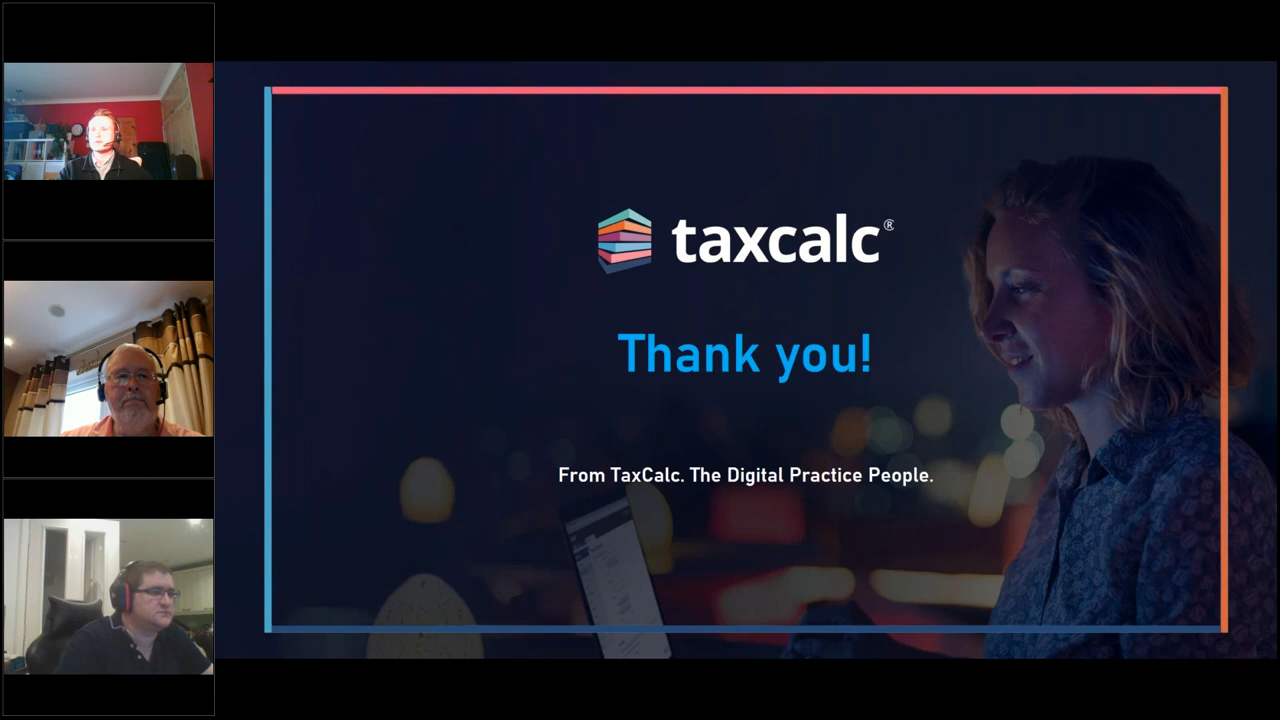 taxcalc®
Thank you!
From TaxCalc. The Digital Practice People.